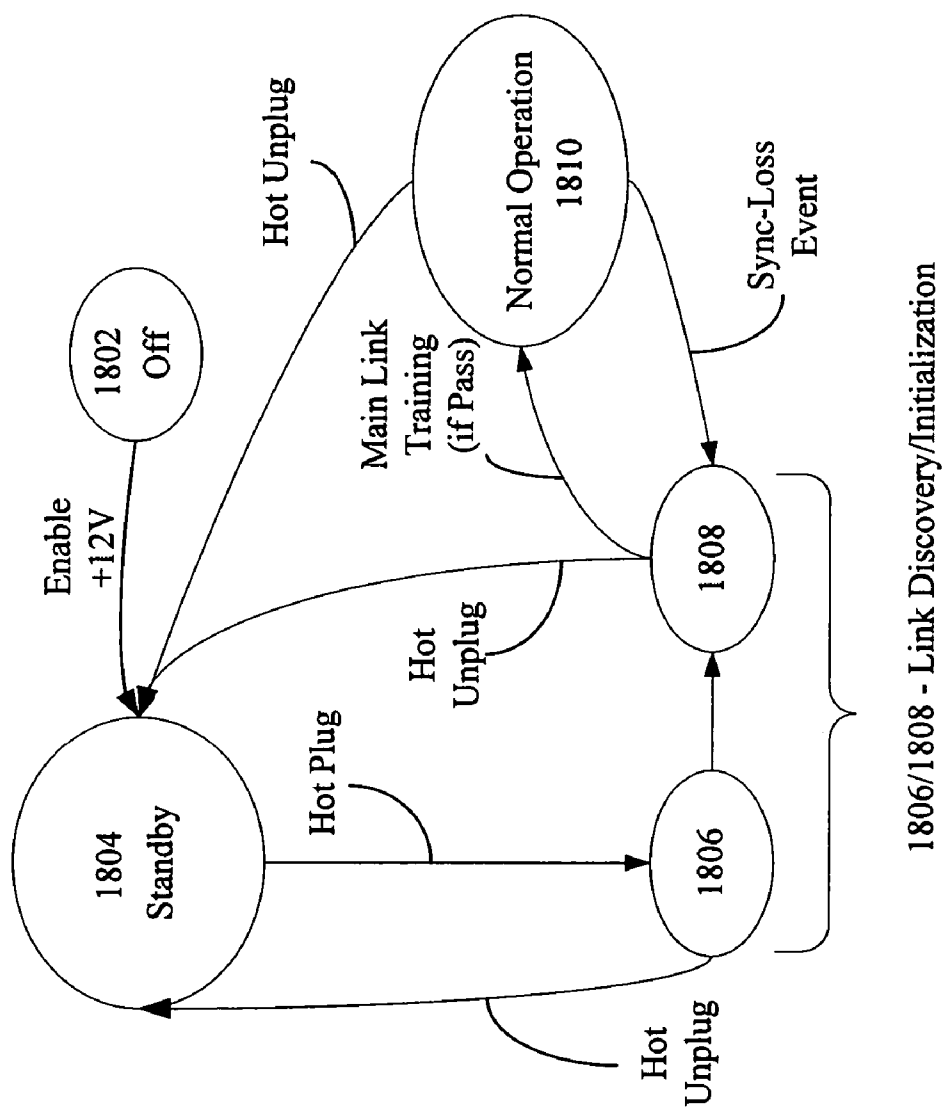 1802
Off
Enable
+12V
Hot Unplug
1804
Standby
Normal Operation
1810
Main Link
Training
(if Pass)
Hot
Unplug
Hot Plug
Sync-Loss
Event
1808
1806
Hot
Unplug
1806/1808 - Link Discovery/Initialization